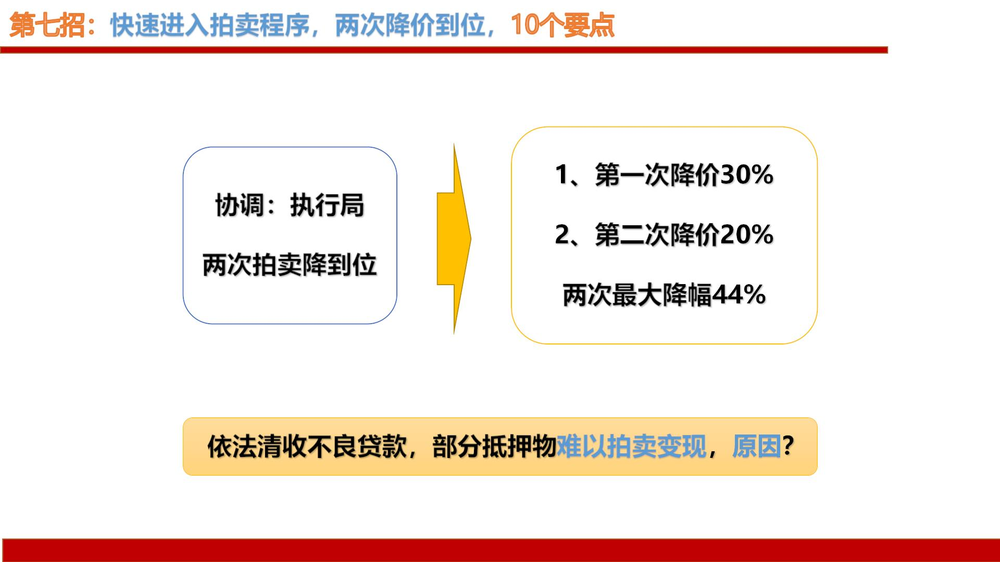 第七招：快速进入拍卖程序，两次降价到位，10个要点
协调：执行局
两次拍卖降到位
1、第一次降价30%
2、第二次降价20%
两次最大降幅44%
依法清收不良贷款，部分抵押物难以拍卖变现，原因？